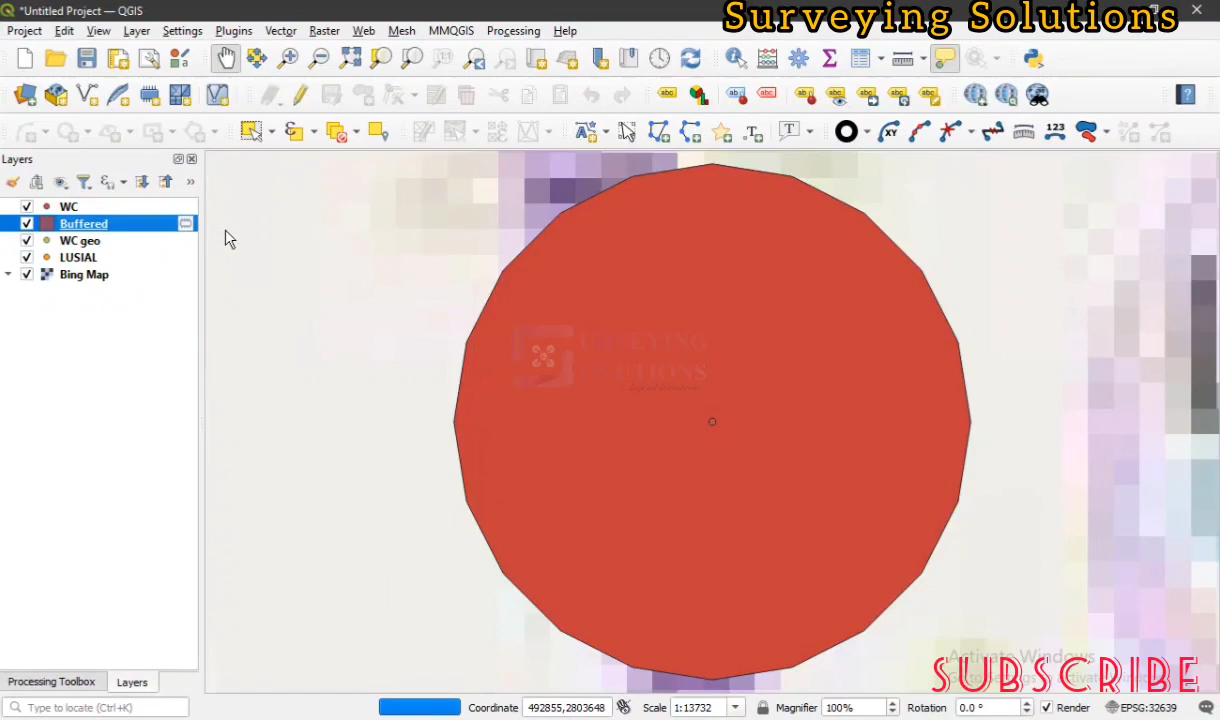 *Untitled Project — QGIS
Surveying Solutions
Project Edit View Layer Settings Plugins Vector Raster Web Mesh MMQGIS Processing Help
Layers
WC
Buffered
WC geo
LUSIAL
Bing Map
SURVEYING
SOLUTIONS
Activate Windows
SUBSCRIBE
Processing Toolbox Layers
Type to locate (Ctrl+K) Coordinate 492855,2803648 Scale 1:13732 Magnifier 100% Rotation 0.0 ° Render EPSG:32639